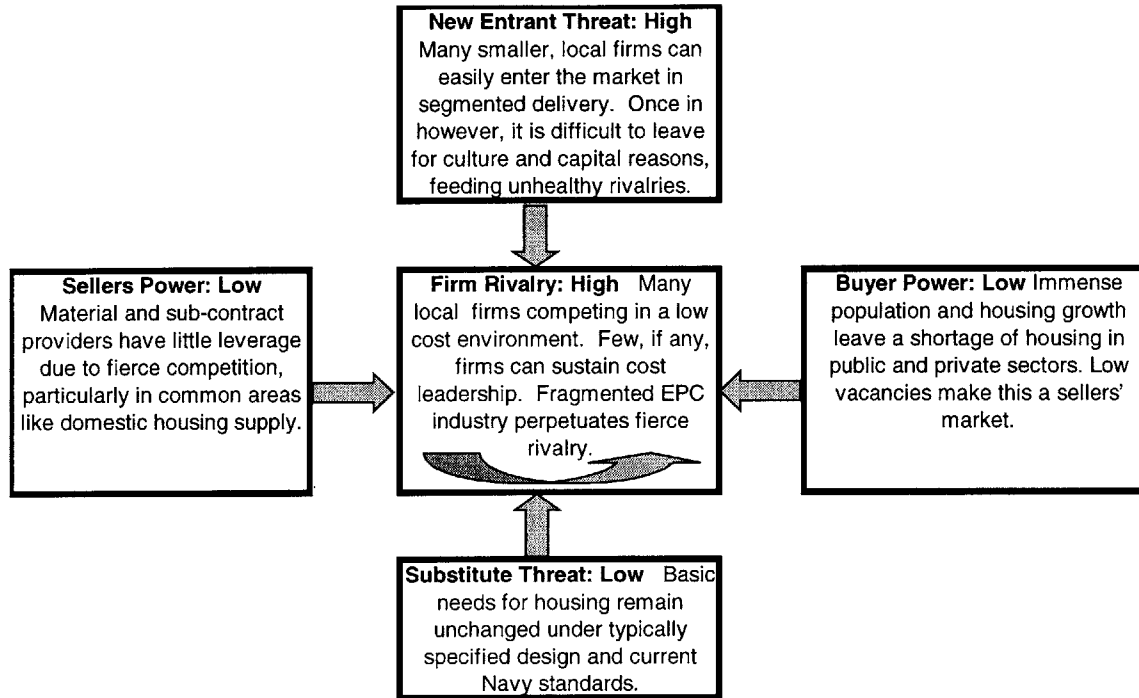 New Entrant Threat: High
Many smaller, local firms can
easily enter the market in
segmented delivery. Once in
however, it is difficult to leave
for culture and capital reasons,
feeding unhealthy rivalries.
Sellers Power: Low
Material and sub-contract
providers have little leverage
due to fierce competition,
particularly in common areas
like domestic housing supply.
Firm Rivalry: High Many
local firms competing in a low
cost environment. Few, if any,
firms can sustain cost
leadership. Fragmented EPC
industry perpetuates fierce
rivalry.
Buyer Power: Low Immense
population and housing growth
leave a shortage of housing in
public and private sectors. Low
vacancies make this a sellers'
market.
Substitute Threat: Low Basic
needs for housing remain
unchanged under typically
specified design and current
Navy standards.